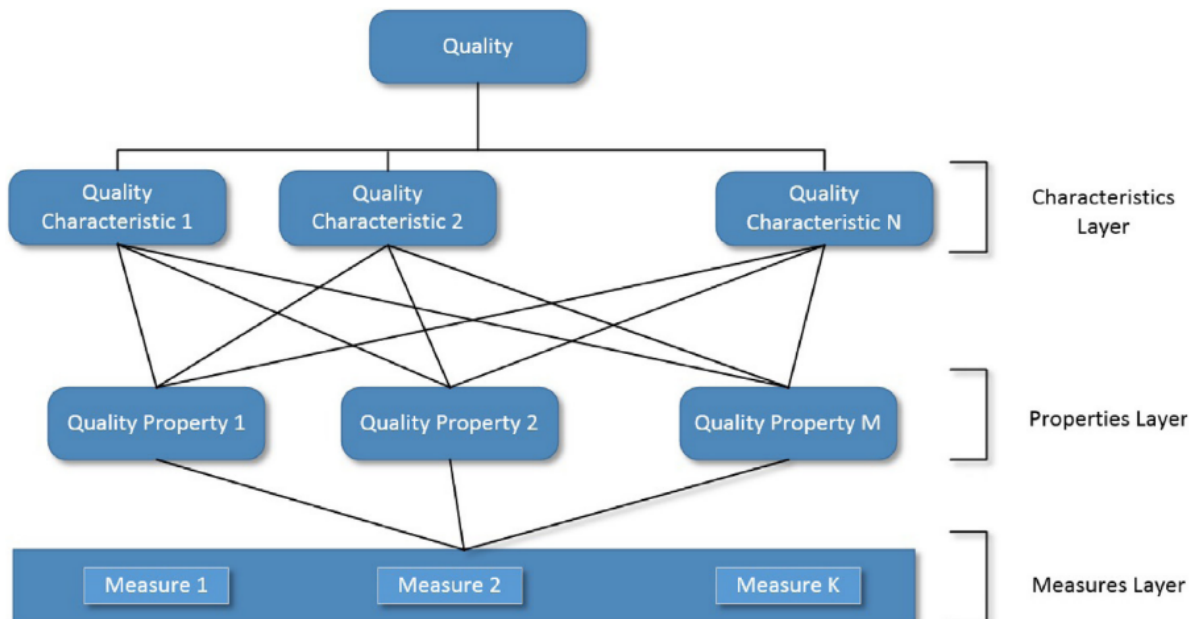 Quality
Quality
Characteristic 1
Quality
Characteristic 2
Quality
Characteristic N
Characteristics
Layer
Quality Property 1
Quality Property 2
Quality Property M
Properties Layer
Measure 1
Measure 2
Measure K
Measures Layer